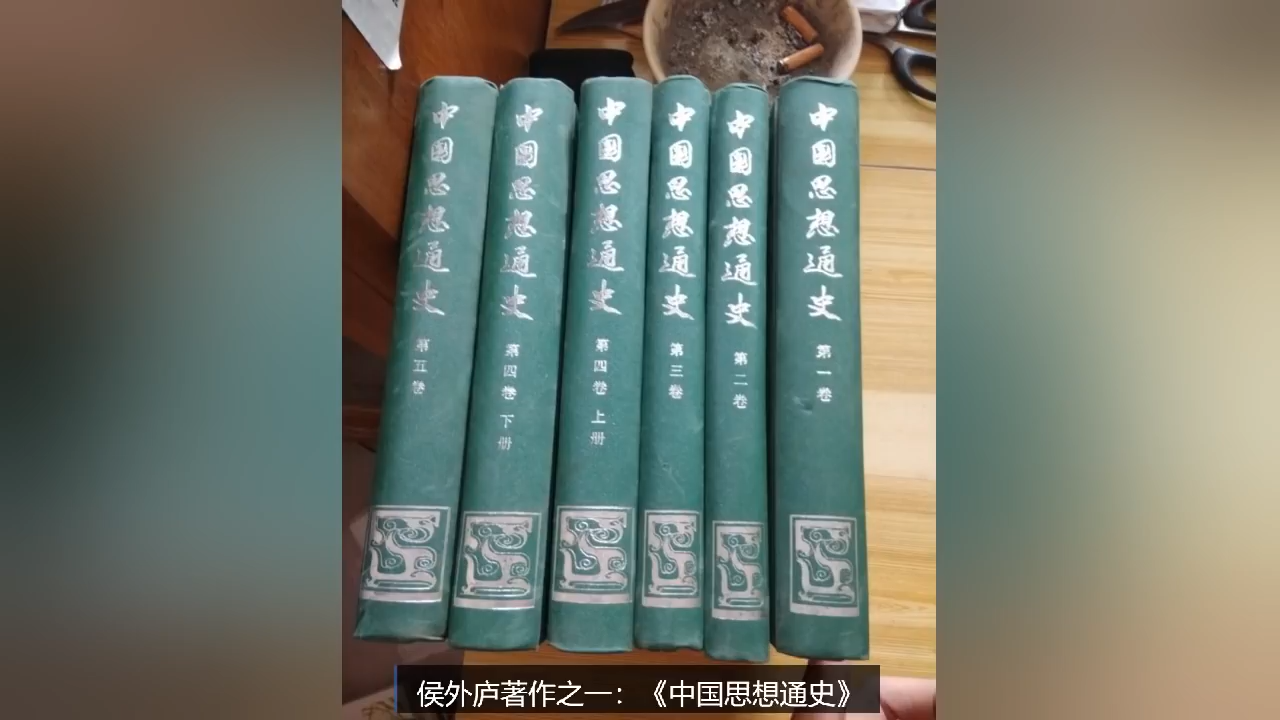 中国思想通史 第五卷
中国思想通史 第四卷 下册
中国思想通史 第四卷 上册
中国思想通史 第三卷
中国思想通史 第二卷
中国思想通史 第一卷
侯外庐著作之一：《中国思想通史》